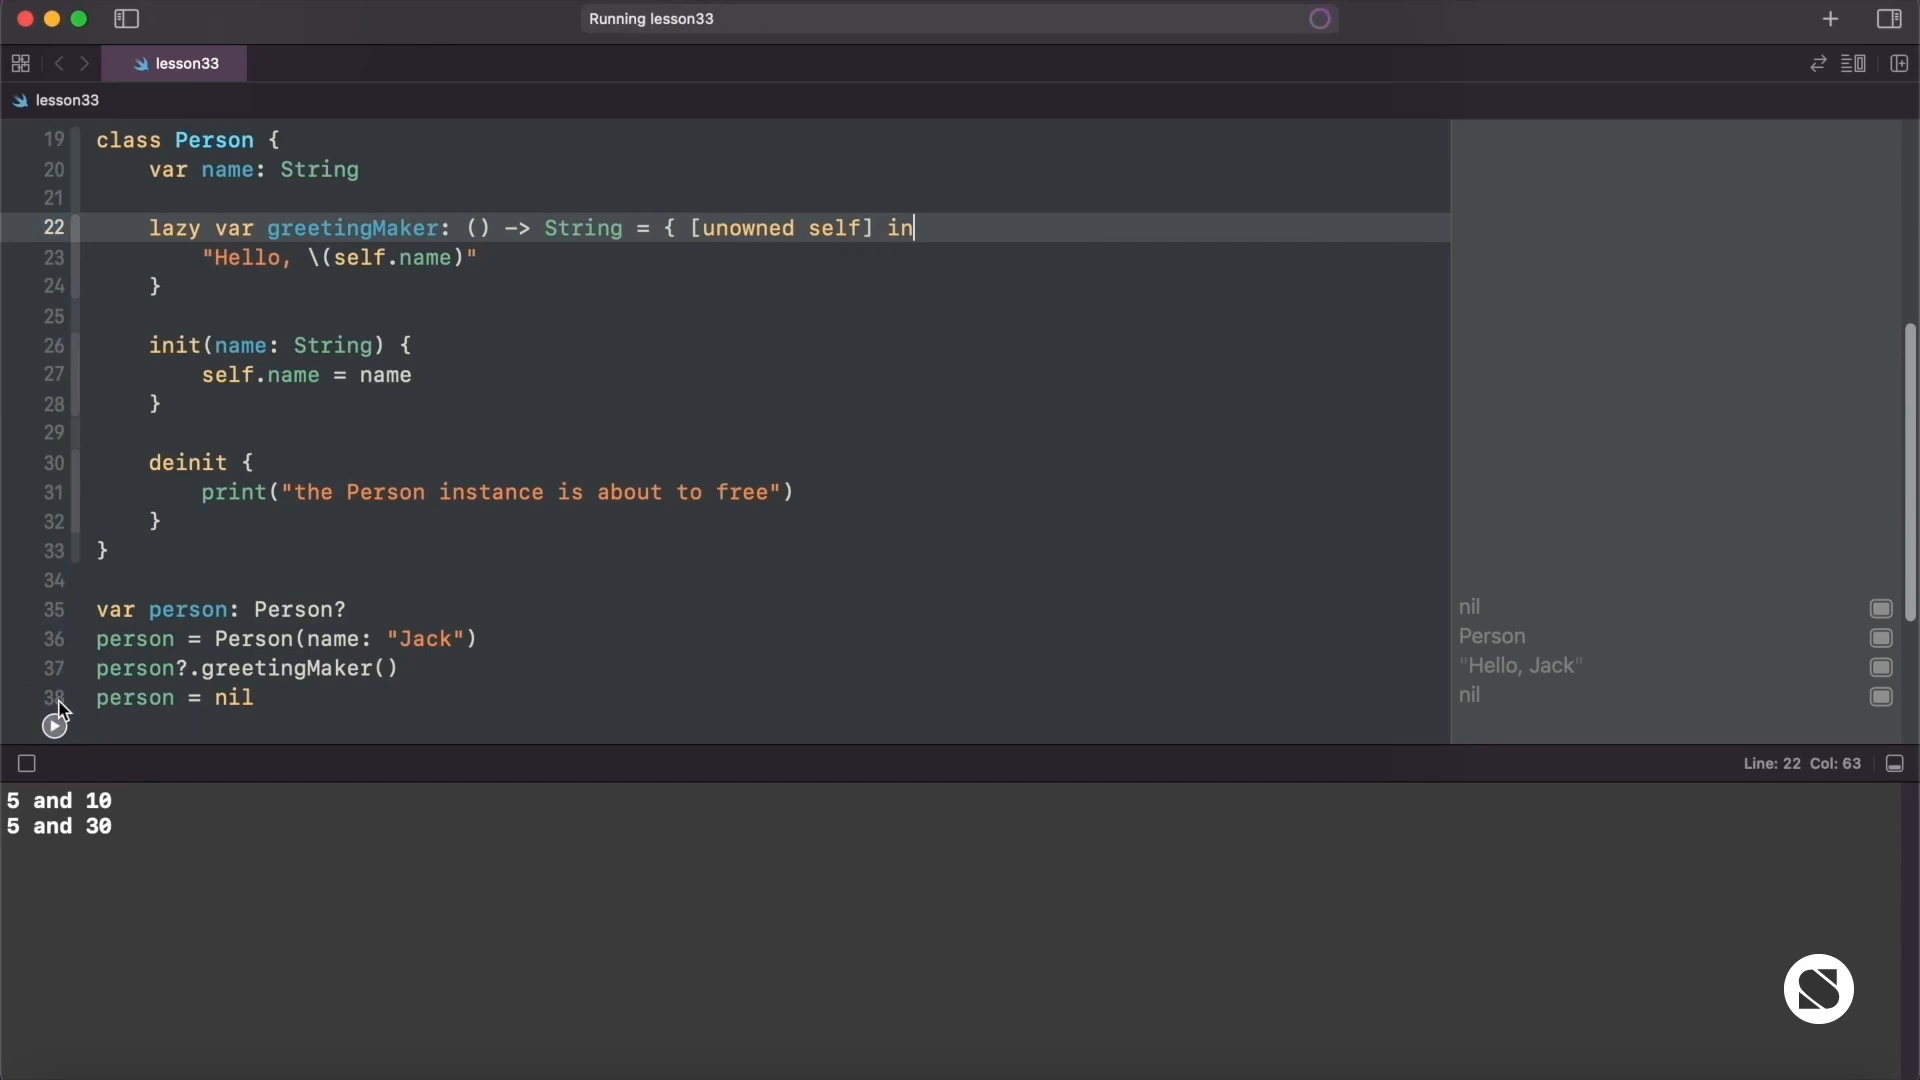 Running lesson33
lesson33
lesson33
19 class Person {
20 var name: String
21
22 lazy var greetingMaker: () -> String = { [unowned self] in
23 "Hello, \(self.name)"
24 }
25
26 init(name: String) {
27 self.name = name
28 }
29
30 deinit {
31 print("the Person instance is about to free")
32 }
33 }
34
35 var person: Person? nil
36 person = Person(name: "Jack") Person
37 person?.greetingMaker() "Hello, Jack"
38 person = nil nil
Line: 22 Col: 63
5 and 10
5 and 30